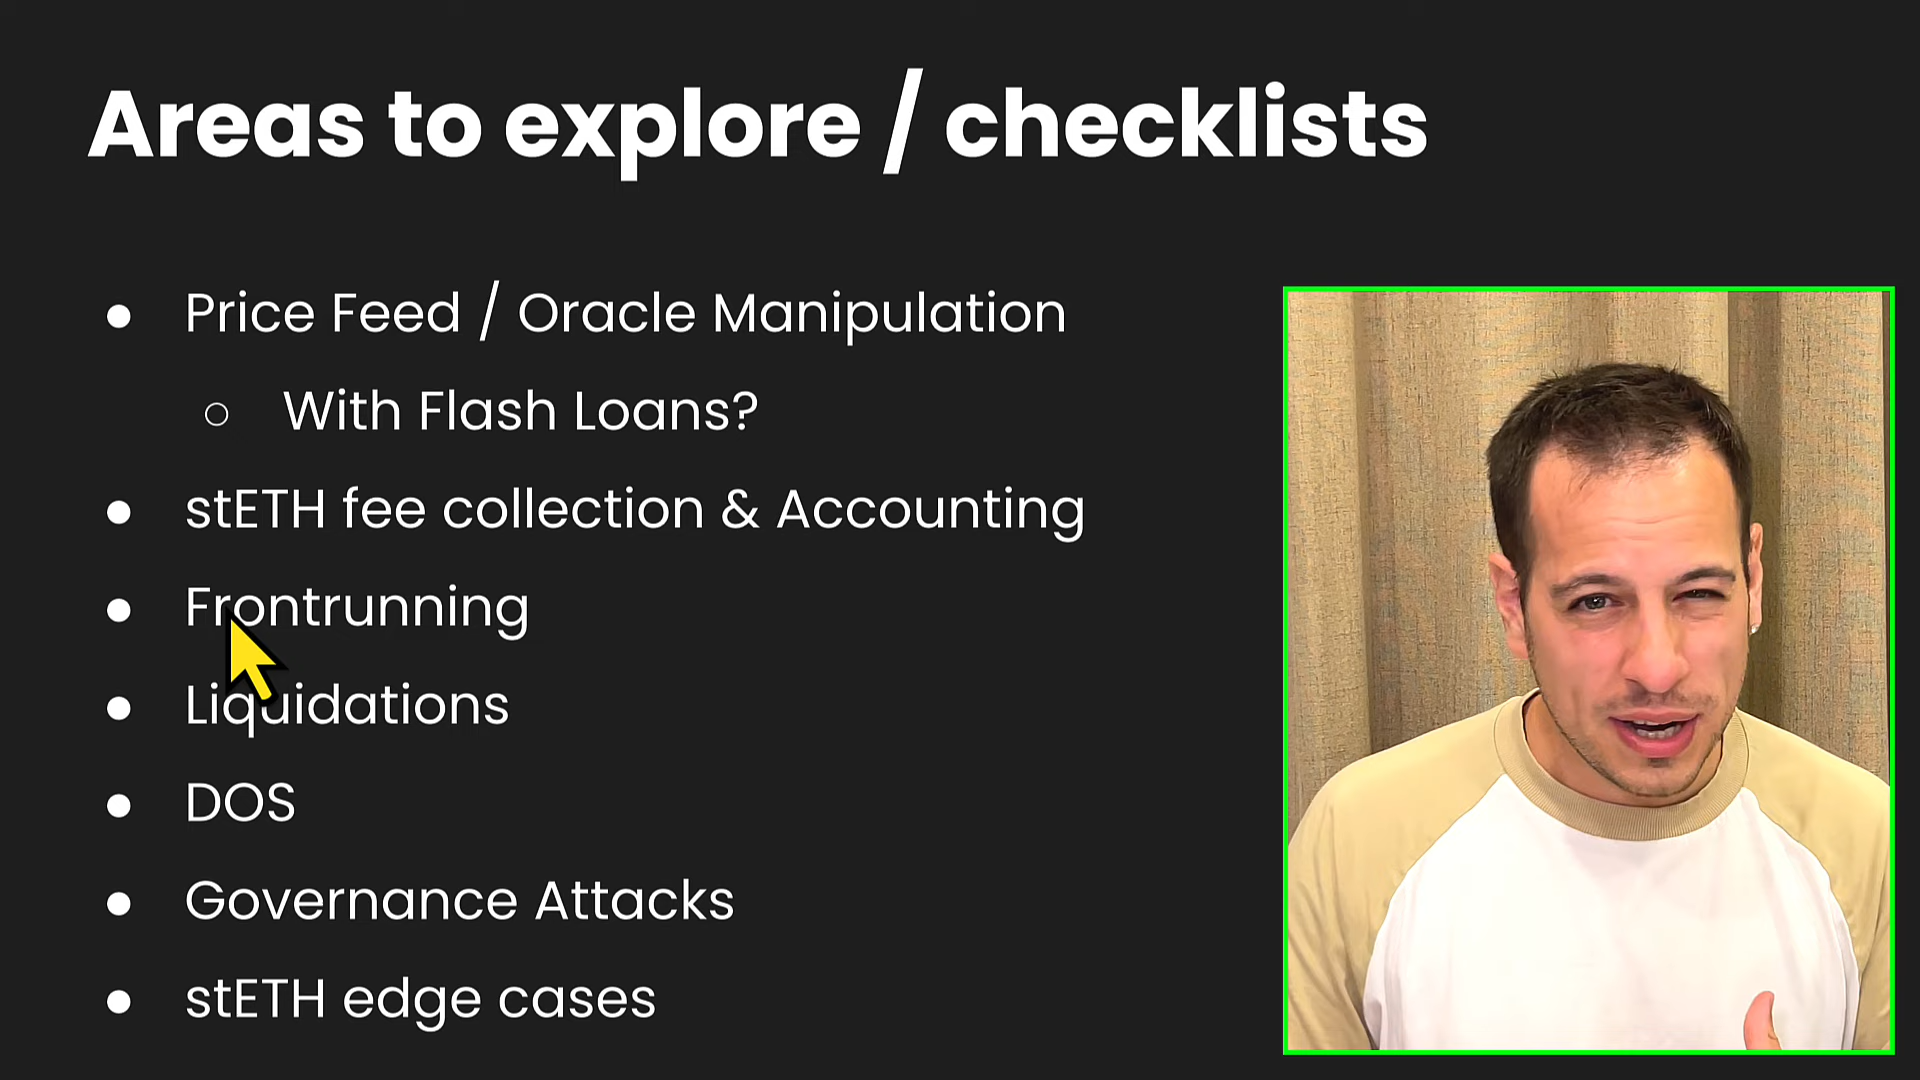 Areas to explore / checklists
Price Feed / Oracle Manipulation
With Flash Loans?
stETH fee collection & Accounting
Frontrunning
Liquidations
DOS
Governance Attacks
stETH edge cases